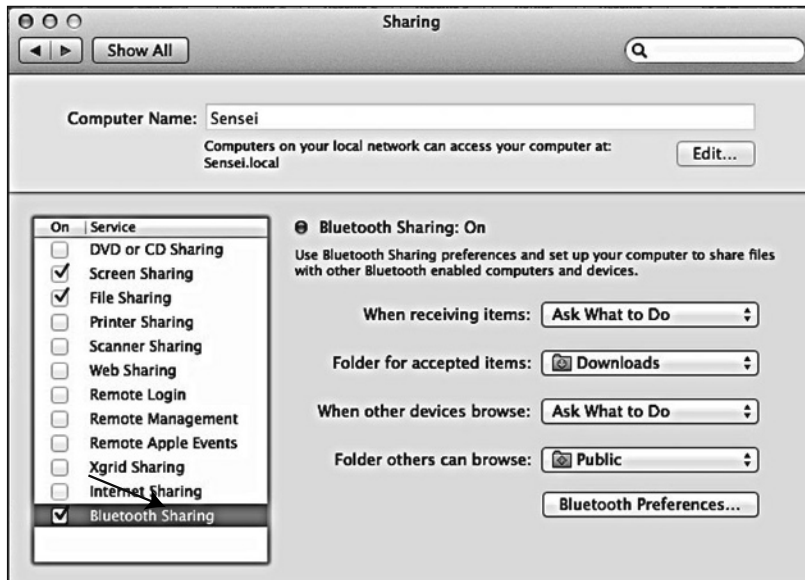 Sharing
Show All
Computer Name: Sensei
Computers on your local network can access your computer at:
Sensei.local
Edit...
On Service
DVD or CD Sharing
Screen Sharing
File Sharing
Printer Sharing
Scanner Sharing
Web Sharing
Remote Login
Remote Management
Remote Apple Events
Xgrid Sharing
Internet Sharing
Bluetooth Sharing
Bluetooth Sharing: On
Use Bluetooth Sharing preferences and set up your computer to share files
with other Bluetooth enabled computers and devices.
When receiving items: Ask What to Do
Folder for accepted items: Downloads
When other devices browse: Ask What to Do
Folder others can browse: Public
Bluetooth Preferences...